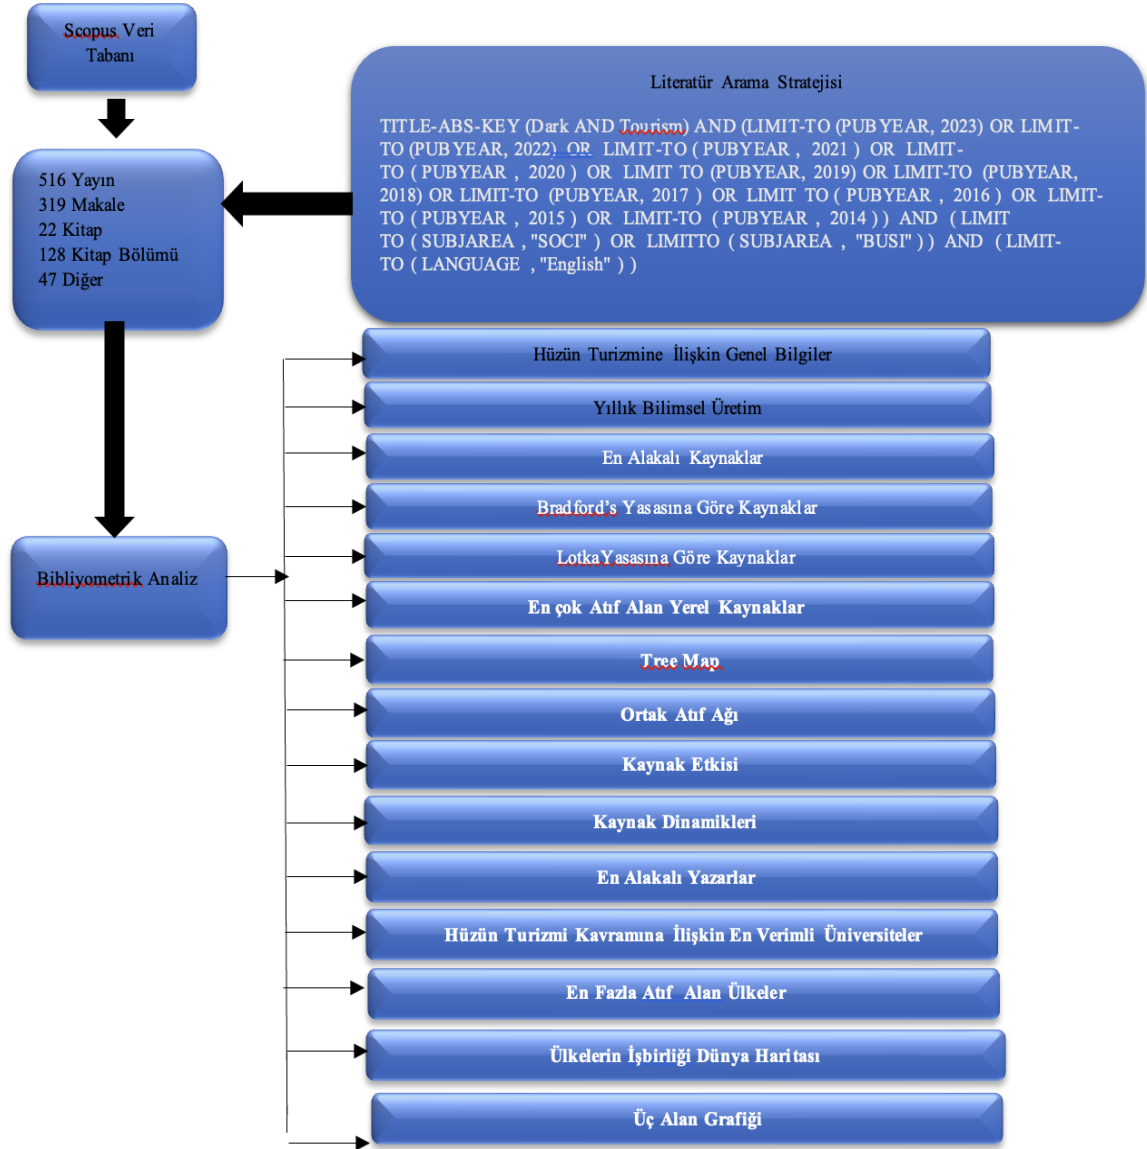 Scopus Veri
Tabanı
Literatür Arama Stratejisi
TITLE-ABS-KEY (Dark AND Tourism) AND (LIMIT-TO (PUBYEAR, 2023) OR LIMIT-
TO (PUBYEAR, 2022) OR LIMIT-TO ( PUBYEAR , 2021 ) OR LIMIT-
TO ( PUBYEAR , 2020 ) OR LIMIT TO (PUBYEAR, 2019) OR LIMIT-TO (PUBYEAR,
2018) OR LIMIT-TO (PUBYEAR, 2017 ) OR LIMIT TO ( PUBYEAR , 2016 ) OR LIMIT-
TO ( PUBYEAR , 2015 ) OR LIMIT-TO ( PUBYEAR , 2014 ) ) AND ( LIMIT
TO ( SUBJAREA , "SOCI" ) OR LIMITTO ( SUBJAREA , "BUSI" ) ) AND ( LIMIT-
TO ( LANGUAGE , "English" ) )
516 Yayın
319 Makale
22 Kitap
128 Kitap Bölümü
47 Diğer
Bibliyometrik Analiz
Hüzün Turizmine İlişkin Genel Bilgiler
Yıllık Bilimsel Üretim
En Alakalı Kaynaklar
Bradford's Yasasına Göre Kaynaklar
LotkaYasasına Göre Kaynaklar
En çok Atıf Alan Yerel Kaynaklar
Tree Map
Ortak Atıf Ağı
Kaynak Etkisi
Kaynak Dinamikleri
En Alakalı Yazarlar
Hüzün Turizmi Kavramına İlişkin En Verimli Üniversiteler
En Fazla Atıf Alan Ülkeler
Ülkelerin İşbirliği Dünya Haritası
Üç Alan Grafiği